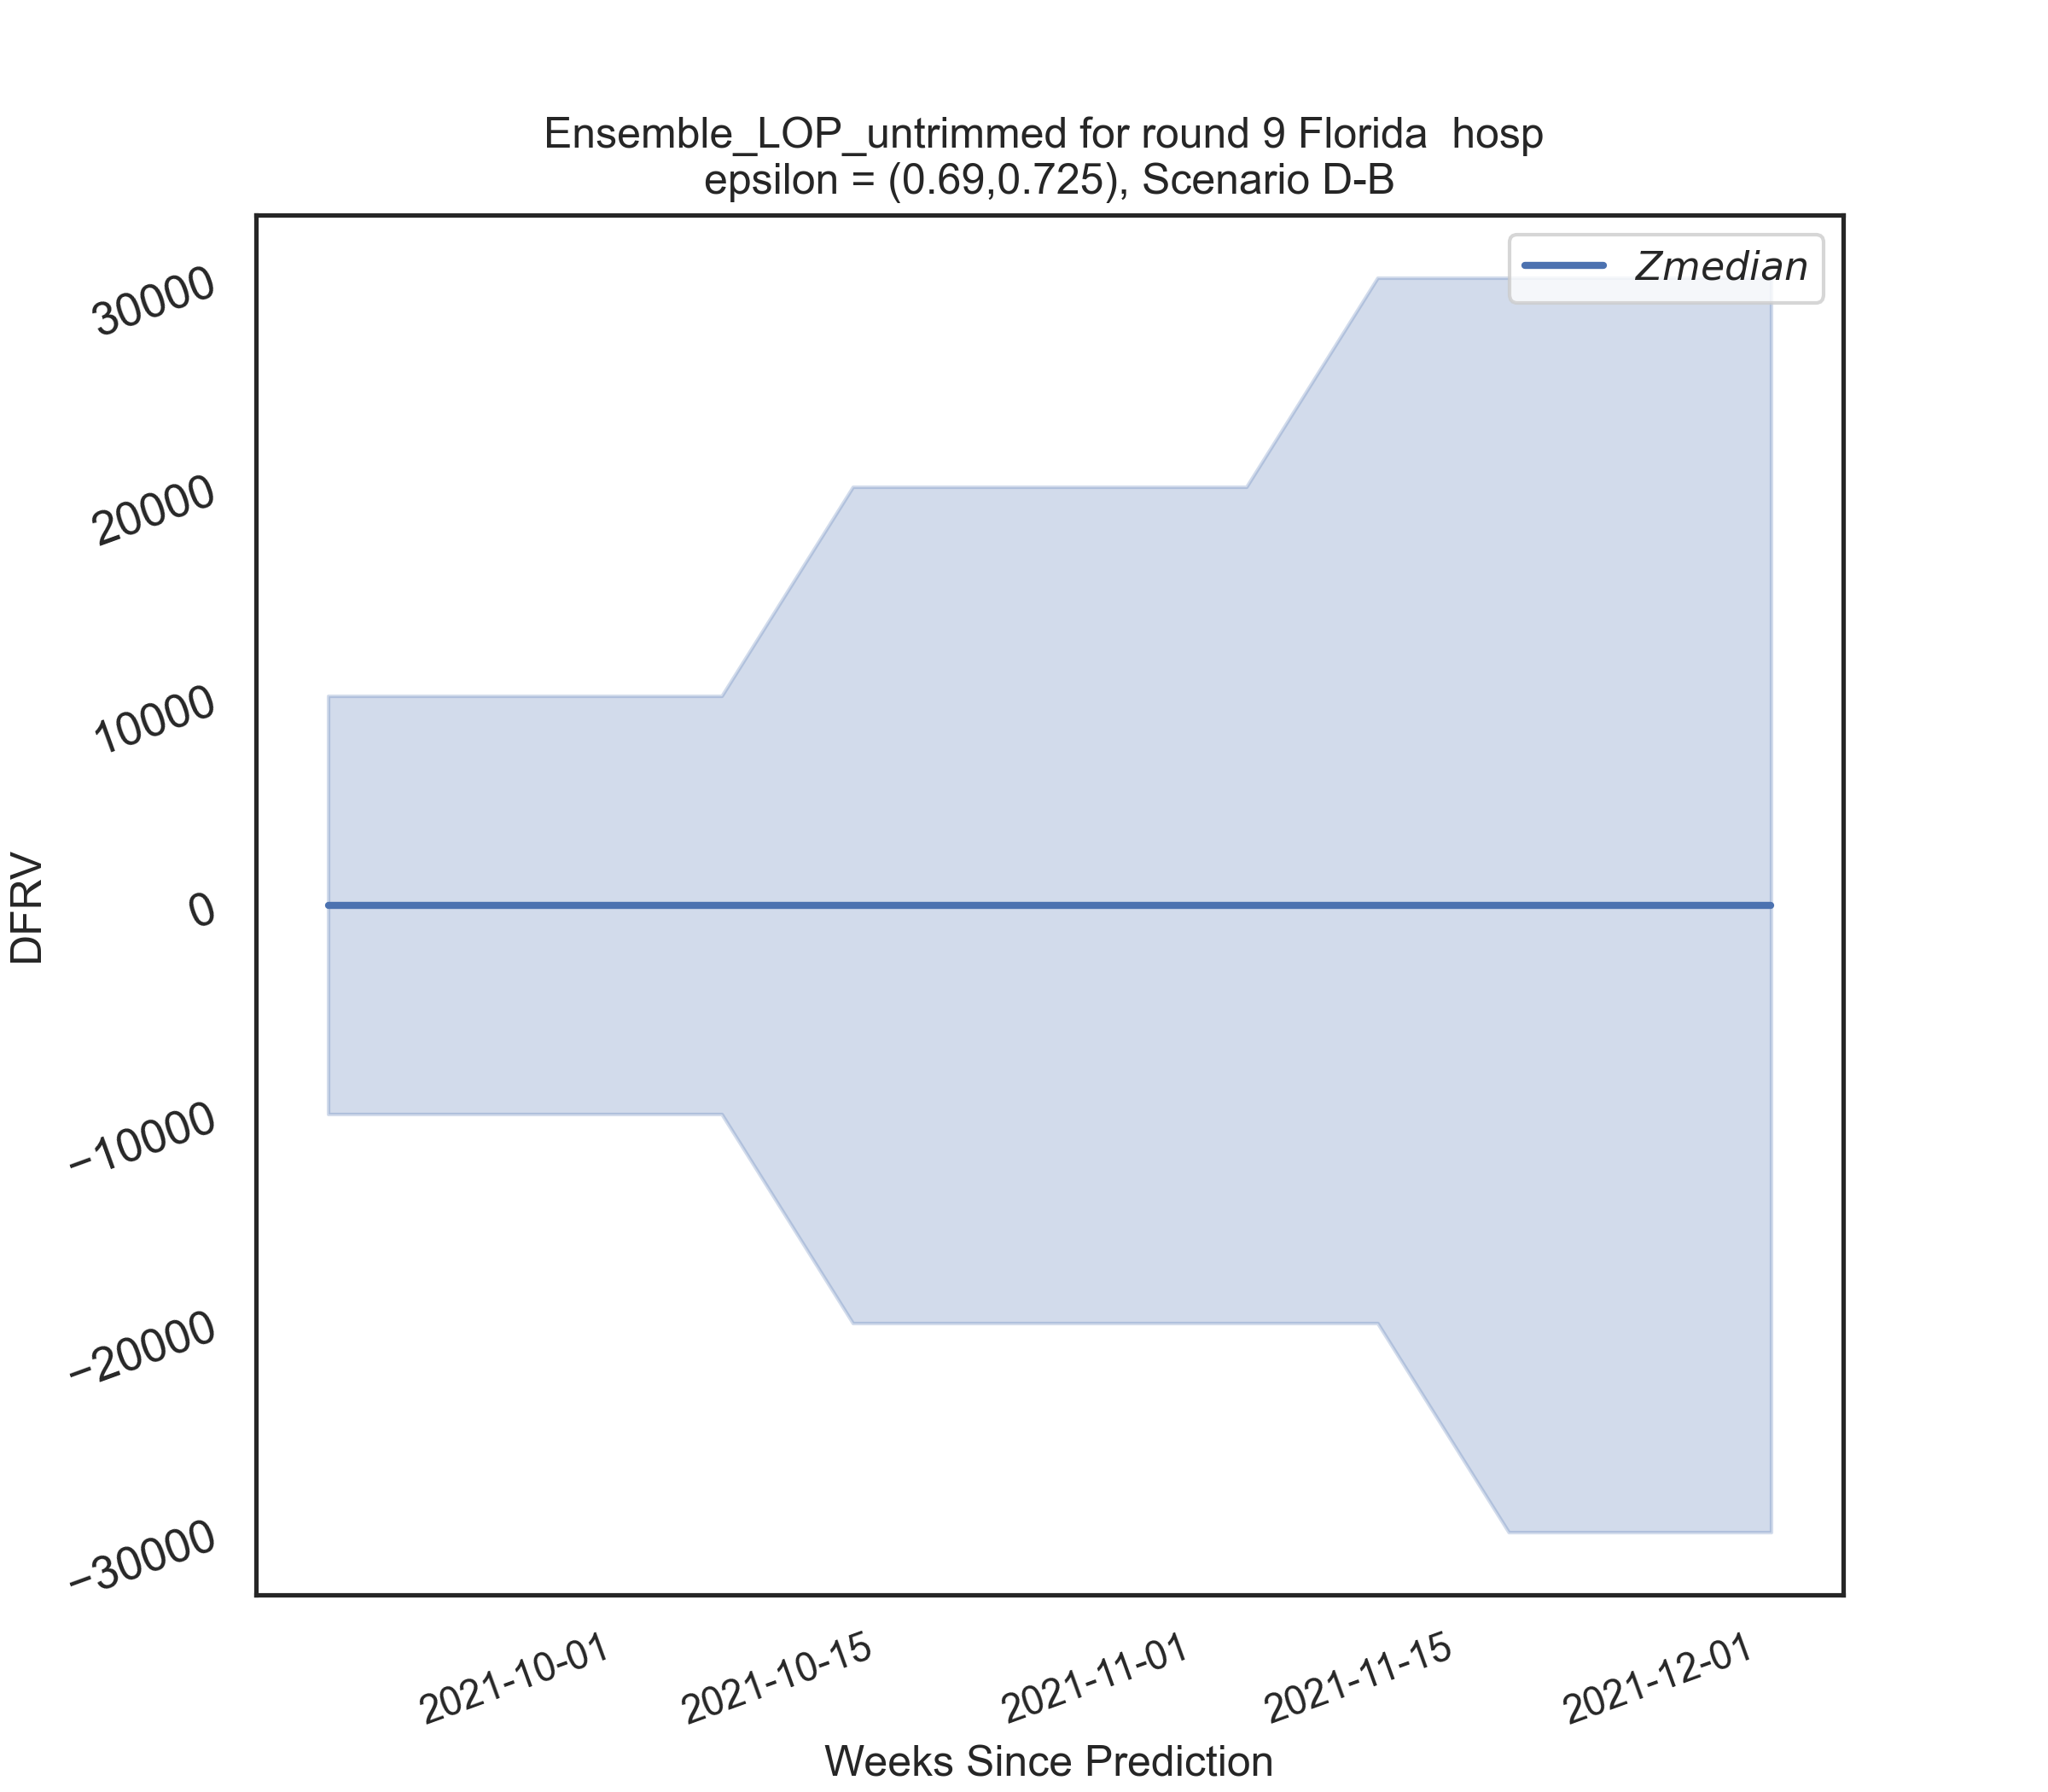 Ensemble_LOP_untrimmed for round 9 Florida  hosp
epsilon = (0.69,0.725), Scenario D-B
Zmedian
30000
20000
10000
0
−10000
−20000
−30000
DFRV
2021-10-01
2021-10-15
2021-11-01
2021-11-15
2021-12-01
Weeks Since Prediction